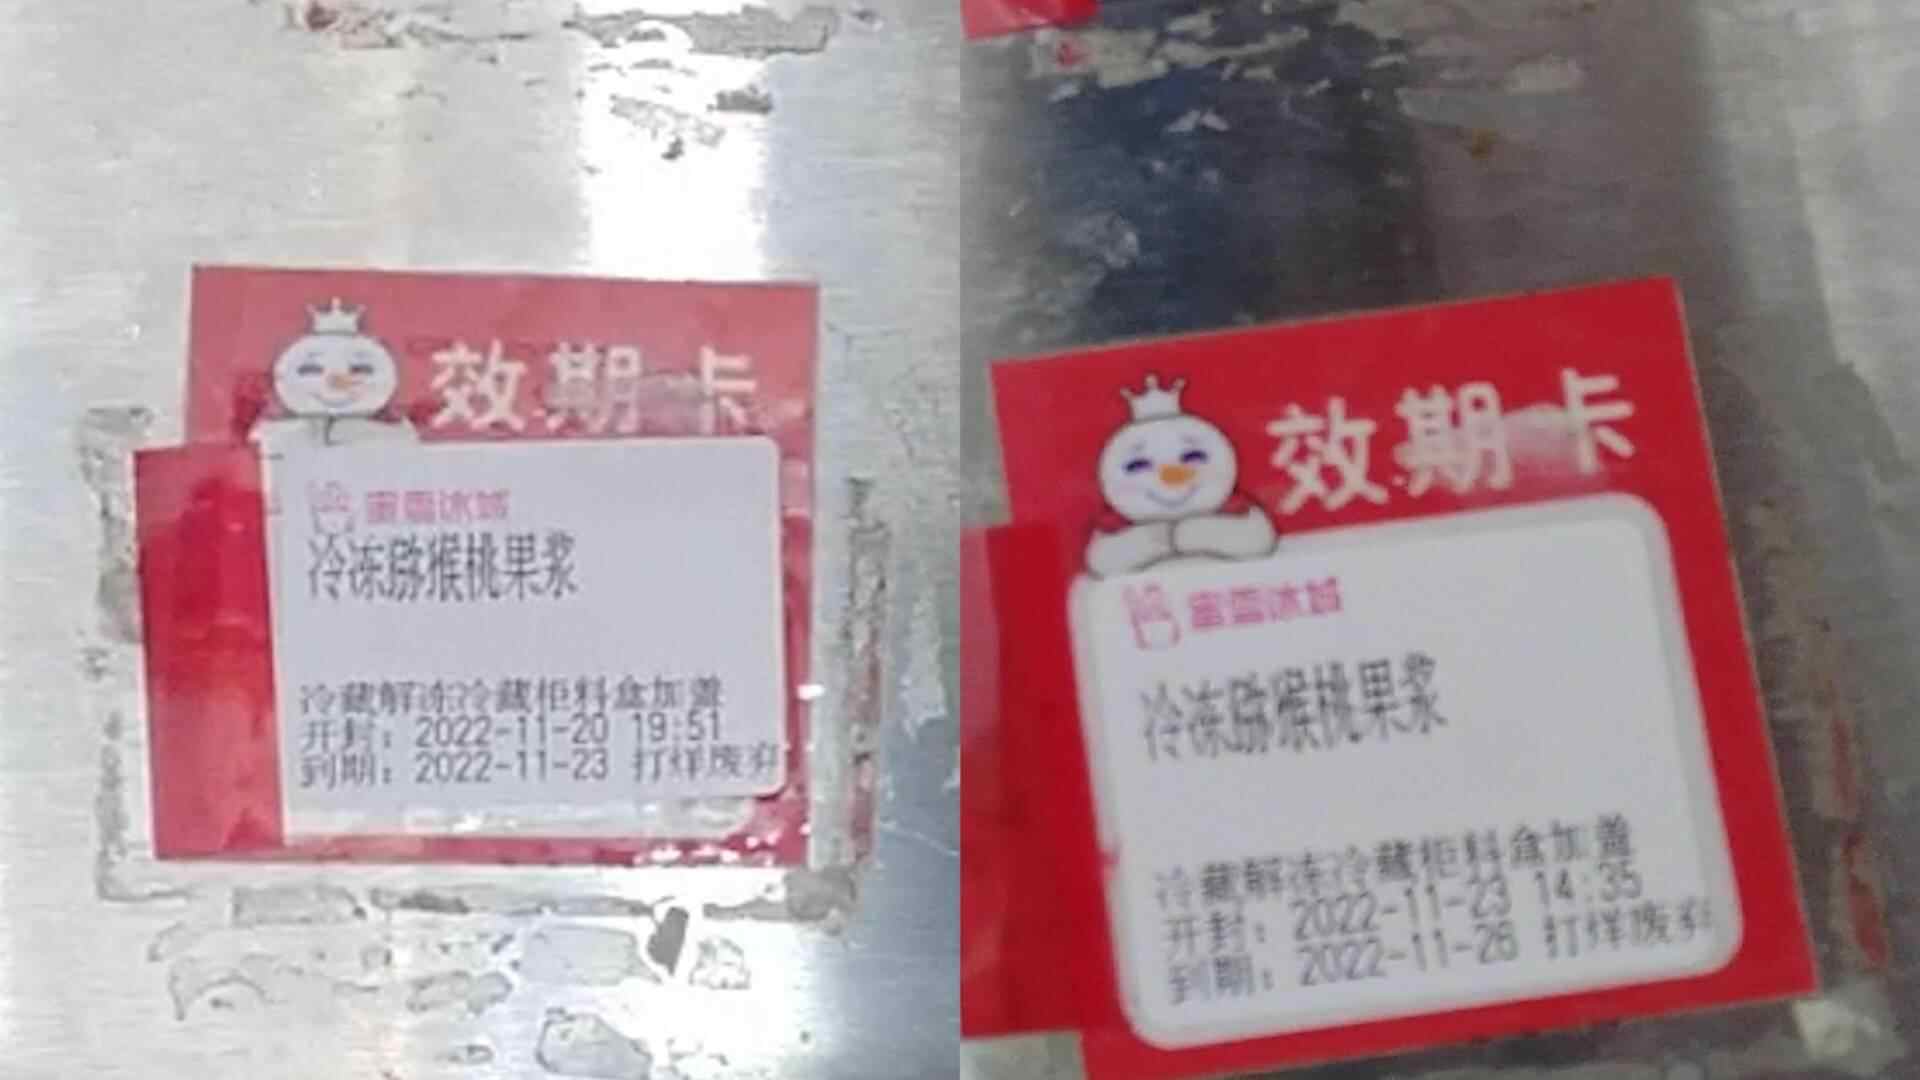 效期卡
蜜雪冰城
冷冻猕猴桃果浆
冷藏解冻冷藏柜料盒加盖
开封：2022-11-20 19:51
到期：2022-11-23 打烊废弃
效期卡
蜜雪冰城
冷冻猕猴桃果浆
冷藏解冻冷藏柜料盒加盖
开封：2022-11-23 14:35
到期：2022-11-26 打烊废弃